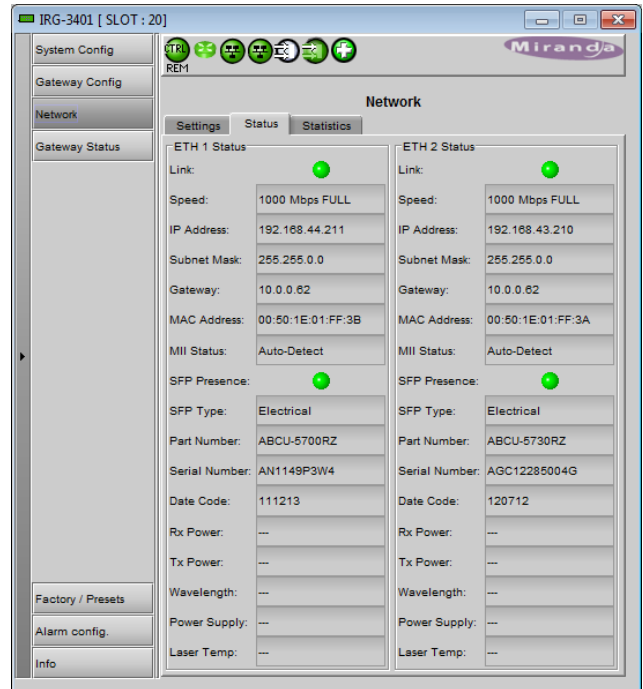 IRG-3401 [ SLOT : 20]
System Config
Gateway Config
Network
Gateway Status
Factory / Presets
Alarm config.
Info
CTRL
REM
Miranda
Network
Settings
Status
Statistics
ETH 1 Status
Link:
Speed: 1000 Mbps FULL
IP Address: 192.168.44.211
Subnet Mask: 255.255.0.0
Gateway: 10.0.0.62
MAC Address: 00:50:1E:01:FF:3B
MII Status: Auto-Detect
SFP Presence:
SFP Type: Electrical
Part Number: ABCU-5700RZ
Serial Number: AN1149P3W4
Date Code: 111213
Rx Power: ---
Tx Power: ---
Wavelength: ---
Power Supply: ---
Laser Temp: ---
ETH 2 Status
Link:
Speed: 1000 Mbps FULL
IP Address: 192.168.43.210
Subnet Mask: 255.255.0.0
Gateway: 10.0.0.62
MAC Address: 00:50:1E:01:FF:3A
MII Status: Auto-Detect
SFP Presence:
SFP Type: Electrical
Part Number: ABCU-5730RZ
Serial Number: AGC12285004G
Date Code: 120712
Rx Power: ---
Tx Power: ---
Wavelength: ---
Power Supply: ---
Laser Temp: ---